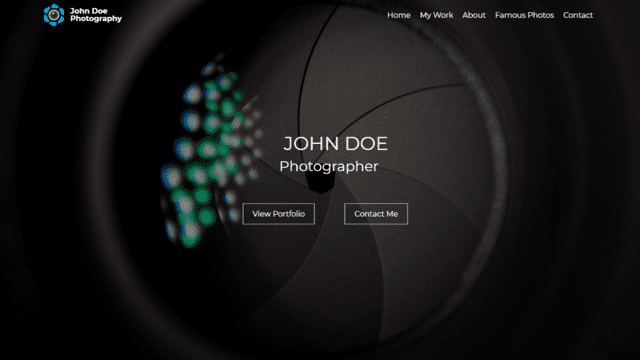 John Doe
Photography
Home My Work About Famous Photos Contact
JOHN DOE
Photographer
View Portfolio Contact Me